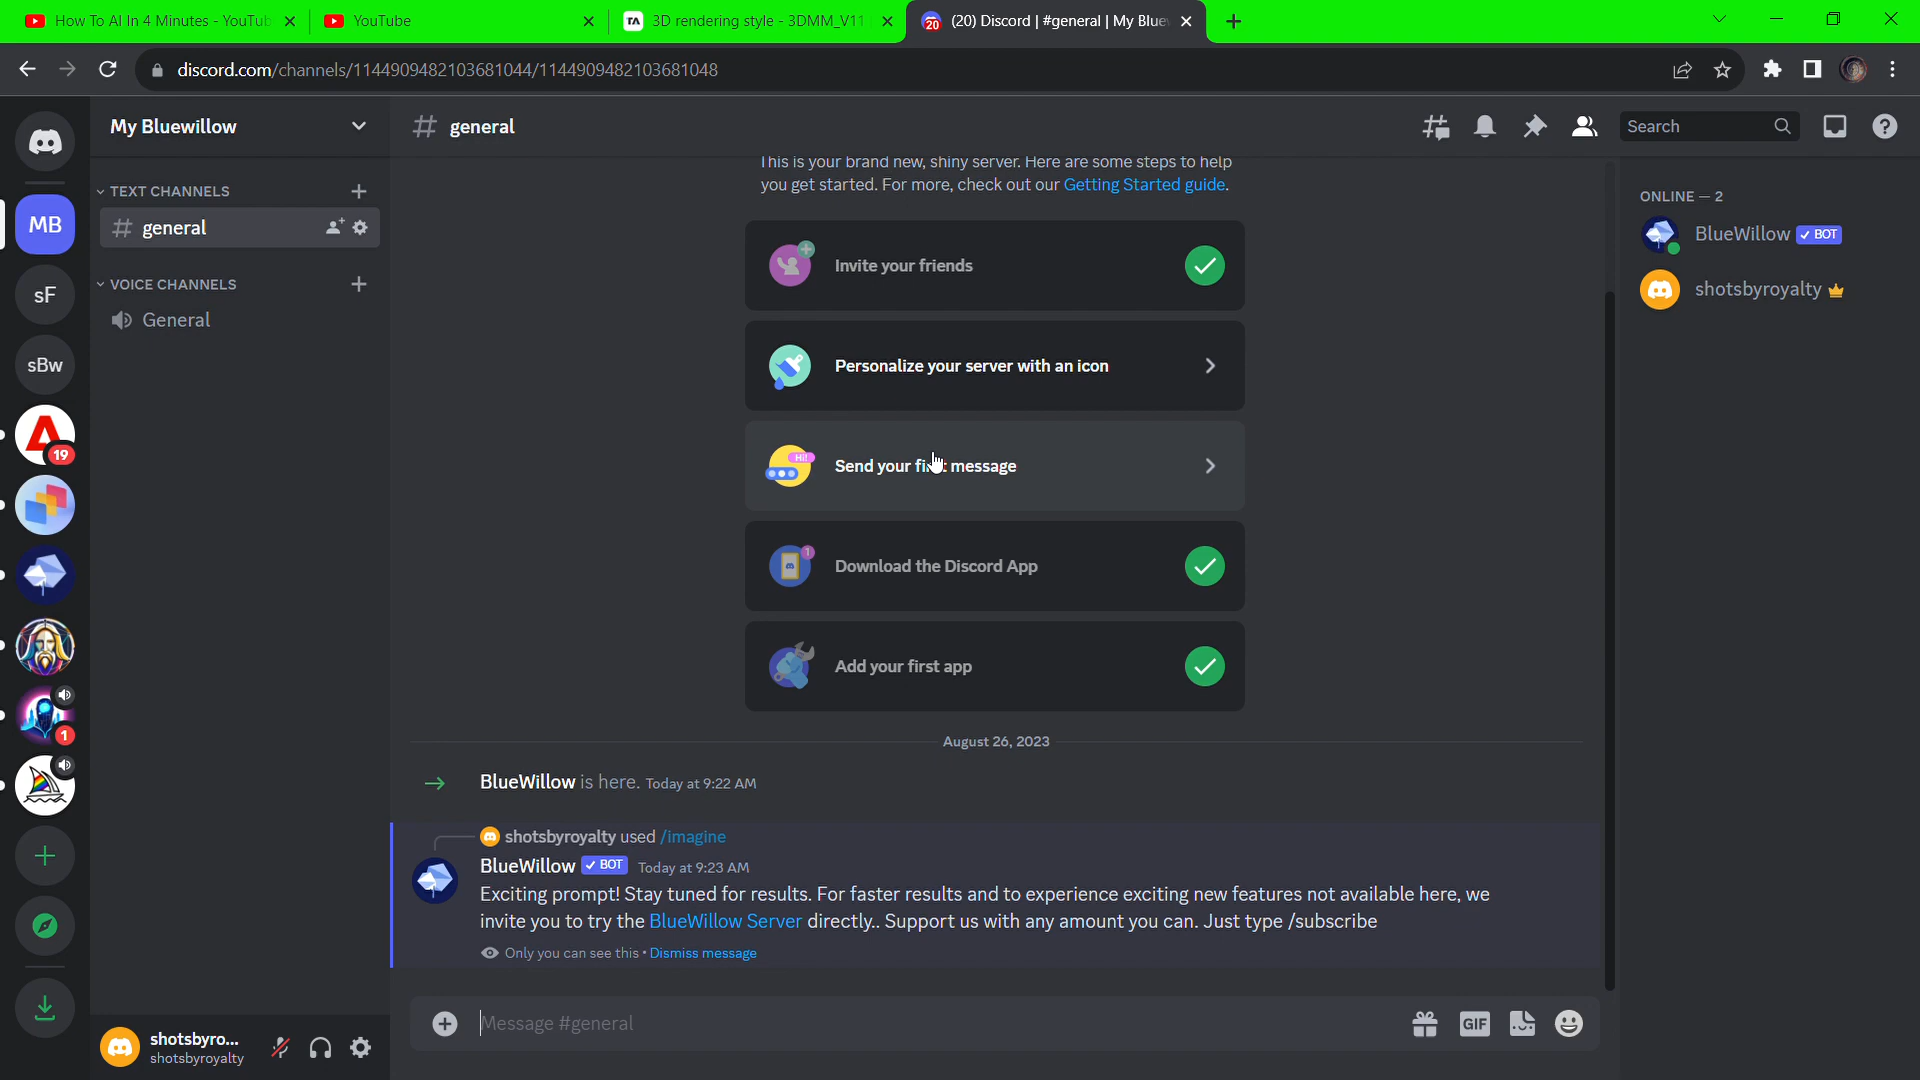 How To AI In 4 Minutes - YouTub
YouTube
TA 3D rendering style - 3DMM_V11
20 (20) Discord | #general | My Blue
discord.com/channels/1144909482103681044/1144909482103681048
My Bluewillow
# general
Search
TEXT CHANNELS
general
VOICE CHANNELS
General
MB
sF
sBw
19
1
This is your brand new, shiny server. Here are some steps to help
you get started. For more, check out our Getting Started guide.
Invite your friends
Personalize your server with an icon
Hi!
Send your first message
1
Download the Discord App
Add your first app
August 26, 2023
BlueWillow is here. Today at 9:22 AM
shotsbyroyalty used /imagine
BlueWillow BOT Today at 9:23 AM
Exciting prompt! Stay tuned for results. For faster results and to experience exciting new features not available here, we
invite you to try the BlueWillow Server directly.. Support us with any amount you can. Just type /subscribe
Only you can see this • Dismiss message
Message #general
GIF
shotsbyro...
shotsbyroyalty
ONLINE — 2
BlueWillow BOT
shotsbyroyalty